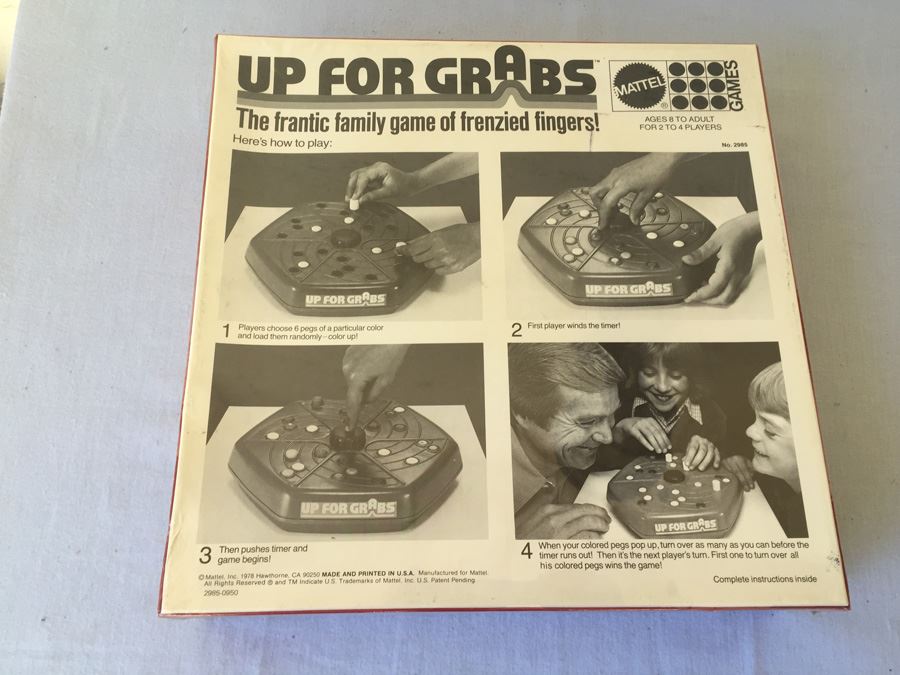 UP FOR GRABS™
MATTEL ® GAMES
The frantic family game of frenzied fingers!
AGES 8 TO ADULT
FOR 2 TO 4 PLAYERS
Here's how to play:
No. 2985
UP FOR GRABS
UP FOR GRABS
1 Players choose 6 pegs of a particular color
and load them randomly—color up!
2 First player winds the timer!
UP FOR GRABS
UP FOR GRABS
3 Then pushes timer and
game begins!
4 When your colored pegs pop up, turn over as many as you can before the
timer runs out! Then it's the next player's turn. First one to turn over all
his colored pegs wins the game!
© Mattel, Inc. 1978 Hawthorne, CA 90250 MADE AND PRINTED IN U.S.A. Manufactured for Mattel.
All Rights Reserved ® and TM Indicate U.S. Trademarks of Mattel, Inc. U.S. Patent Pending.
2985-0950
Complete instructions inside